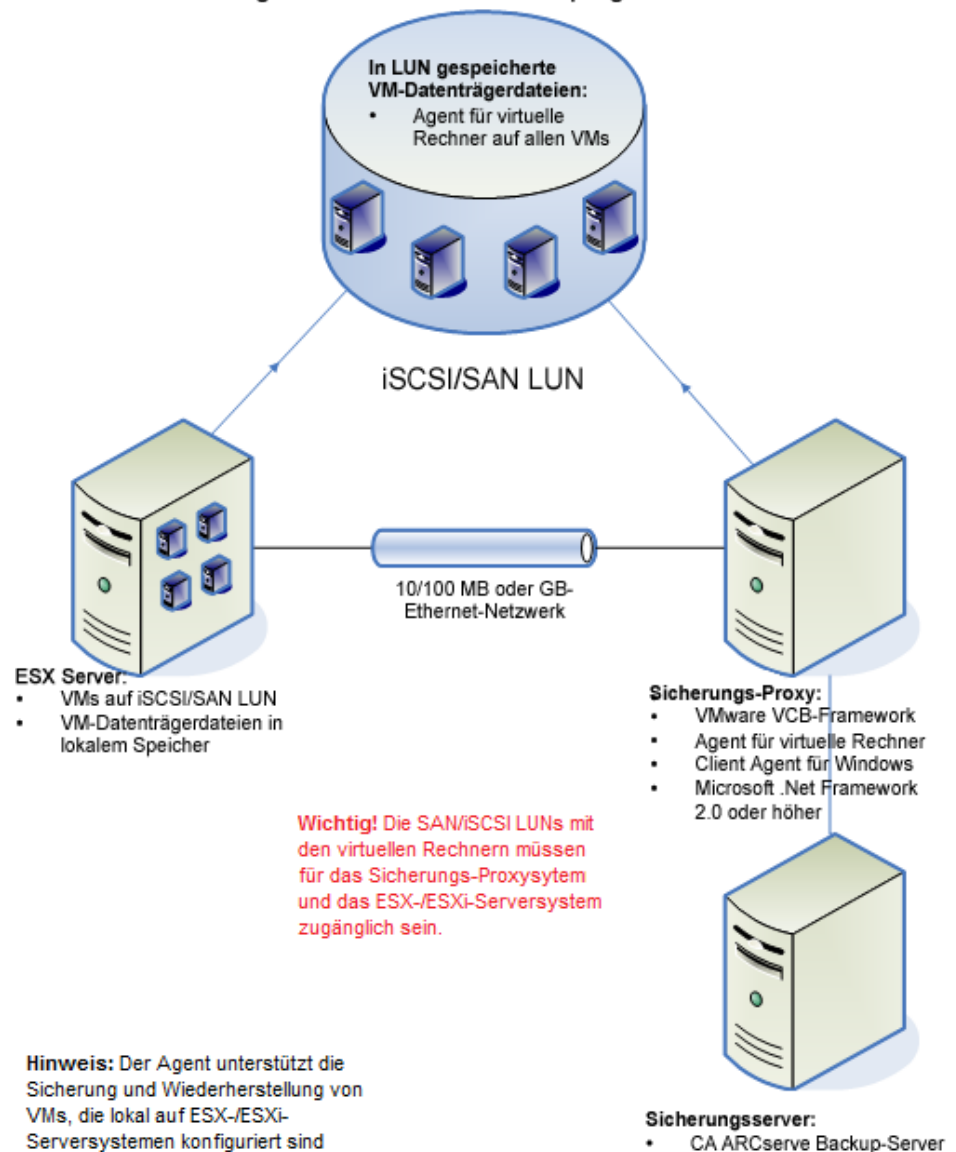 In LUN gespeicherte
VM-Datenträgerdateien:
• Agent für virtuelle
Rechner auf allen VMs
iSCSI/SAN LUN
10/100 MB oder GB-
Ethernet-Netzwerk
ESX Server:
• VMs auf iSCSI/SAN LUN
• VM-Datenträgerdateien in
lokalem Speicher
Sicherungs-Proxy:
• VMware VCB-Framework
• Agent für virtuelle Rechner
• Client Agent für Windows
• Microsoft .Net Framework
2.0 oder höher
Wichtig! Die SAN/iSCSI LUNs mit
den virtuellen Rechnern müssen
für das Sicherungs-Proxysytem
und das ESX-/ESXi-Serversystem
zugänglich sein.
Hinweis: Der Agent unterstützt die
Sicherung und Wiederherstellung von
VMs, die lokal auf ESX-/ESXi-
Serversystemen konfiguriert sind
Sicherungsserver:
• CA ARCserve Backup-Server